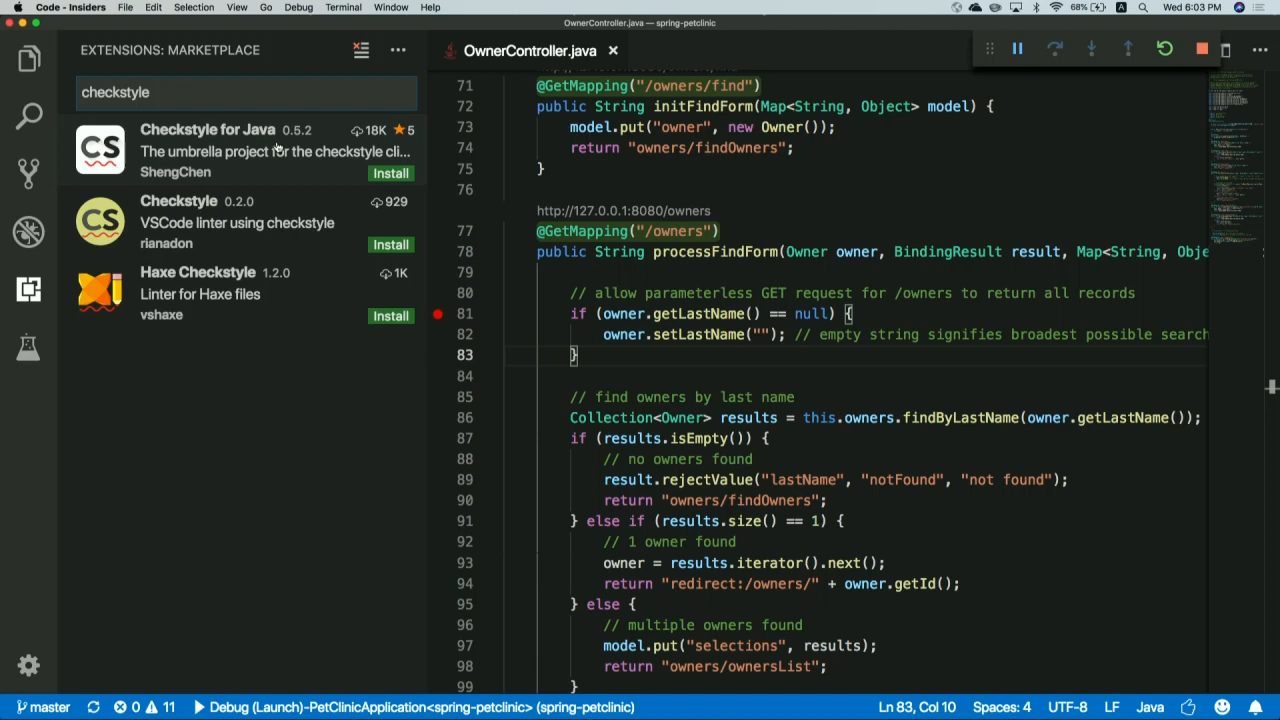 Code - Insiders File Edit Selection View Go Debug Terminal Window Help 68% A Wed 6:03 PM
OwnerController.java — spring-petclinic
EXTENSIONS: MARKETPLACE
checkstyle
CS
Checkstyle for Java 0.5.2 18K 5
The umbrella project for the checkstyle cli...
ShengChen Install
CS
Checkstyle 0.2.0 929
VSCode linter using checkstyle
rianadon Install
Haxe Checkstyle 1.2.0 1K
Linter for Haxe files
vshaxe Install
OwnerController.java
71 @GetMapping("/owners/find")
72 public String initFindForm(Map<String, Object> model) {
73 model.put("owner", new Owner());
74 return "owners/findOwners";
75 }
76
http://127.0.0.1:8080/owners
77 @GetMapping("/owners")
78 public String processFindForm(Owner owner, BindingResult result, Map<String, Obje
79
80 // allow parameterless GET request for /owners to return all records
81 if (owner.getLastName() == null) {
82 owner.setLastName(""); // empty string signifies broadest possible search
83 }
84
85 // find owners by last name
86 Collection<Owner> results = this.owners.findByLastName(owner.getLastName());
87 if (results.isEmpty()) {
88 // no owners found
89 result.rejectValue("lastName", "notFound", "not found");
90 return "owners/findOwners";
91 } else if (results.size() == 1) {
92 // 1 owner found
93 owner = results.iterator().next();
94 return "redirect:/owners/" + owner.getId();
95 } else {
96 // multiple owners found
97 model.put("selections", results);
98 return "owners/ownersList";
99 }
master 0 11 Debug (Launch)-PetClinicApplication<spring-petclinic> (spring-petclinic) Ln 83, Col 10 Spaces: 4 UTF-8 LF Java